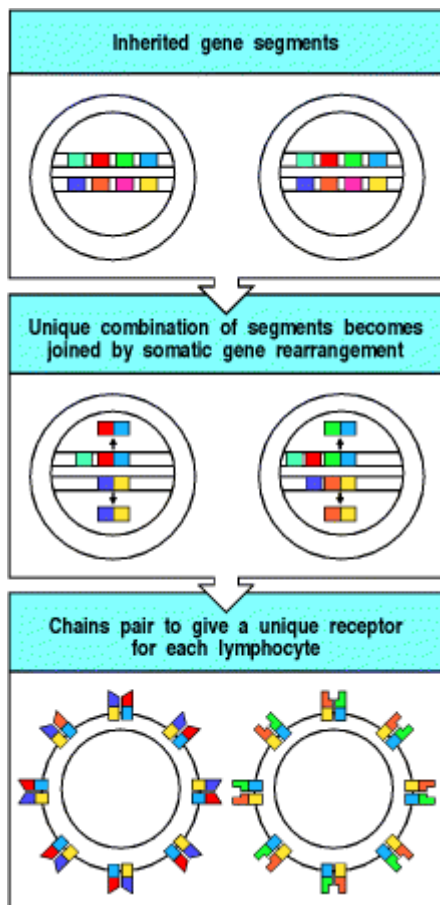 Inherited gene segments
Unique combination of segments becomes
joined by somatic gene rearrangement
Chains pair to give a unique receptor
for each lymphocyte